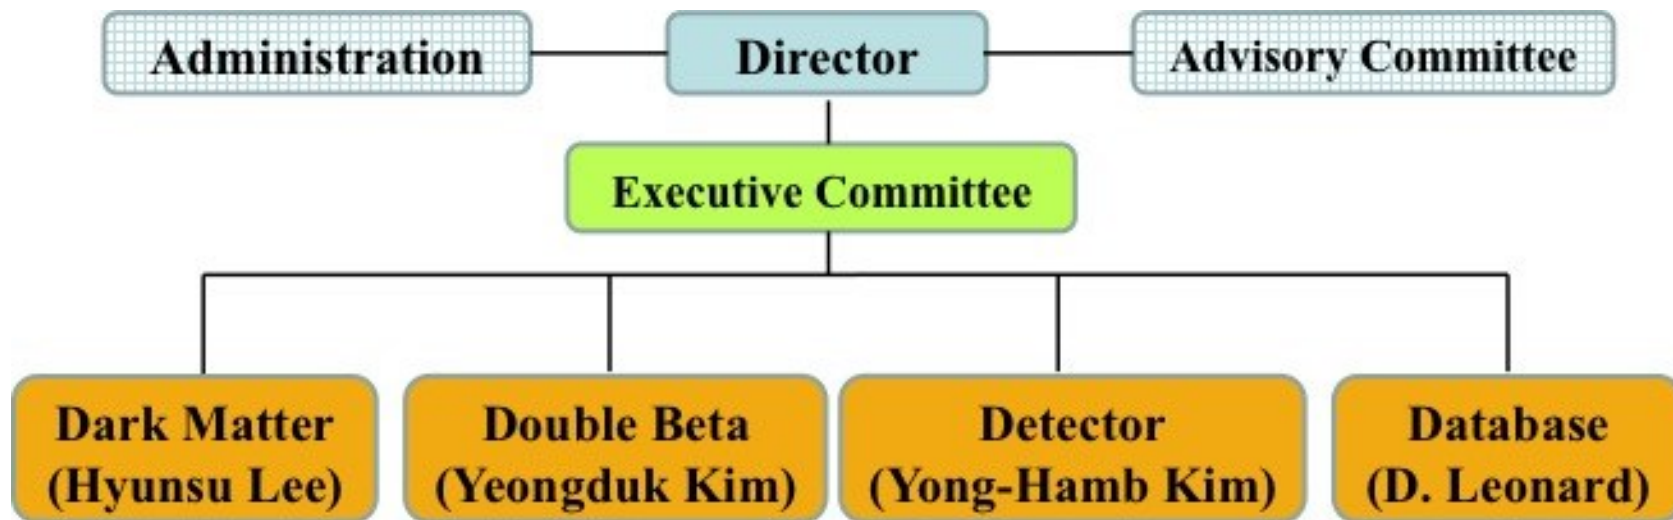 Administration
Director
Advisory Committee
Executive Committee
Dark Matter
(Hyunsu Lee)
Double Beta
(Yeongduk Kim)
Detector
(Yong-Hamb Kim)
Database
(D. Leonard)